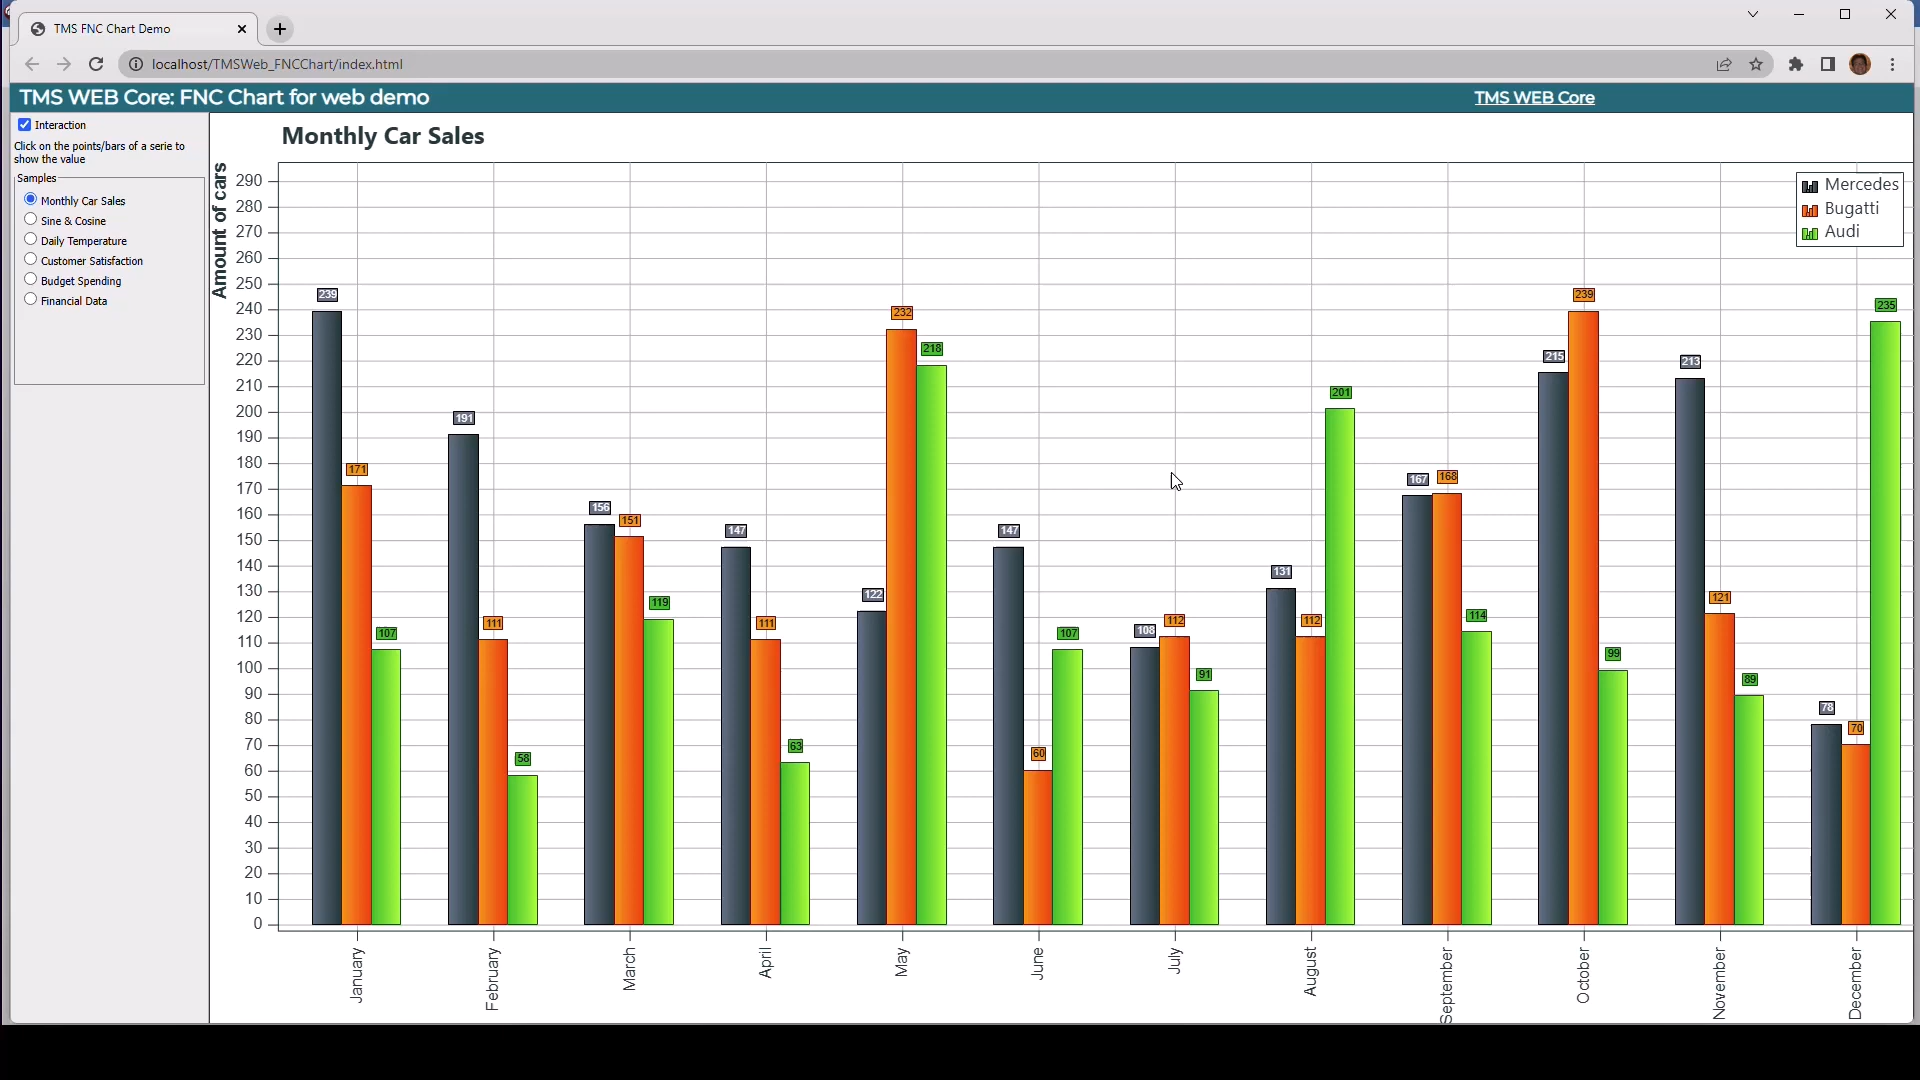 TMS FNC Chart Demo
localhost/TMSWeb_FNCChart/index.html
TMS WEB Core: FNC Chart for web demo
TMS WEB Core
Interaction
Click on the points/bars of a serie to
show the value
Samples
Monthly Car Sales
Sine & Cosine
Daily Temperature
Customer Satisfaction
Budget Spending
Financial Data
Monthly Car Sales
Amount of cars
290
280
270
260
250
240
230
220
210
200
190
180
170
160
150
140
130
120
110
100
90
80
70
60
50
40
30
20
10
0
Mercedes
Bugatti
Audi
239
171
107
191
111
58
156
151
119
147
111
63
122
232
218
147
60
107
108
112
91
131
112
201
167
168
114
215
239
99
213
121
89
78
70
235
January
February
March
April
May
June
July
August
September
October
November
December